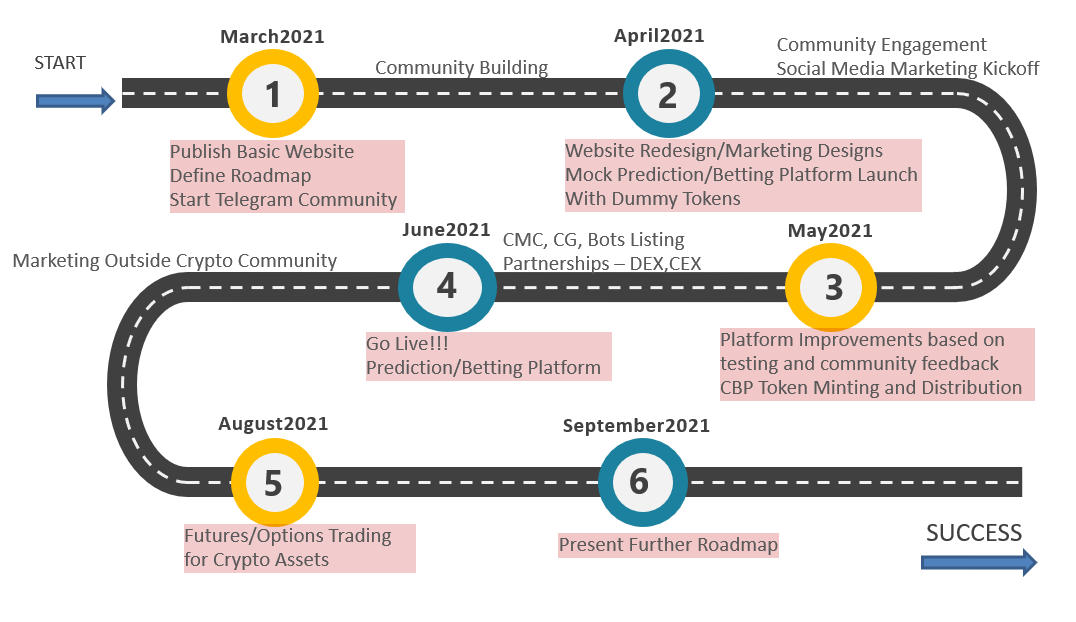 START
March2021
1
Publish Basic Website
Define Roadmap
Start Telegram Community
Community Building
April2021
2
Website Redesign/Marketing Designs
Mock Prediction/Betting Platform Launch
With Dummy Tokens
Community Engagement
Social Media Marketing Kickoff
May2021
3
Platform Improvements based on
testing and community feedback
CBP Token Minting and Distribution
CMC, CG, Bots Listing
Partnerships – DEX,CEX
June2021
4
Go Live!!!
Prediction/Betting Platform
Marketing Outside Crypto Community
August2021
5
Futures/Options Trading
for Crypto Assets
September2021
6
Present Further Roadmap
SUCCESS